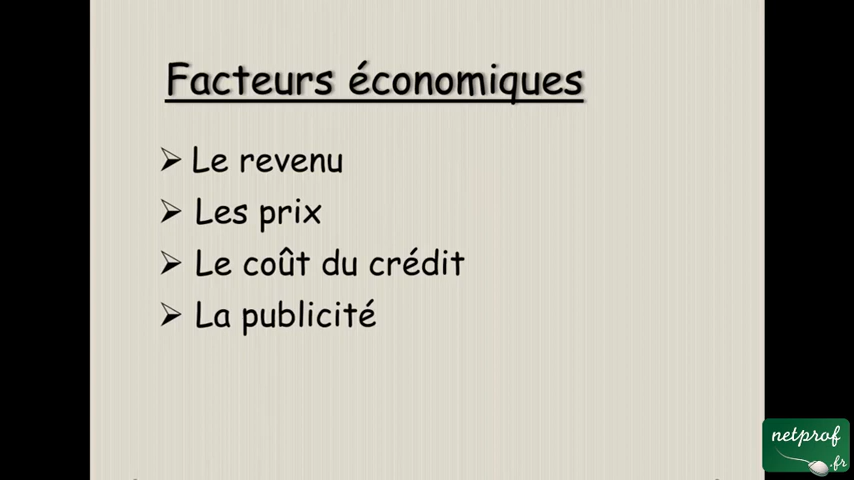 Facteurs économiques
➢ Le revenu
➢ Les prix
➢ Le coût du crédit
➢ La publicité
netprof
.fr